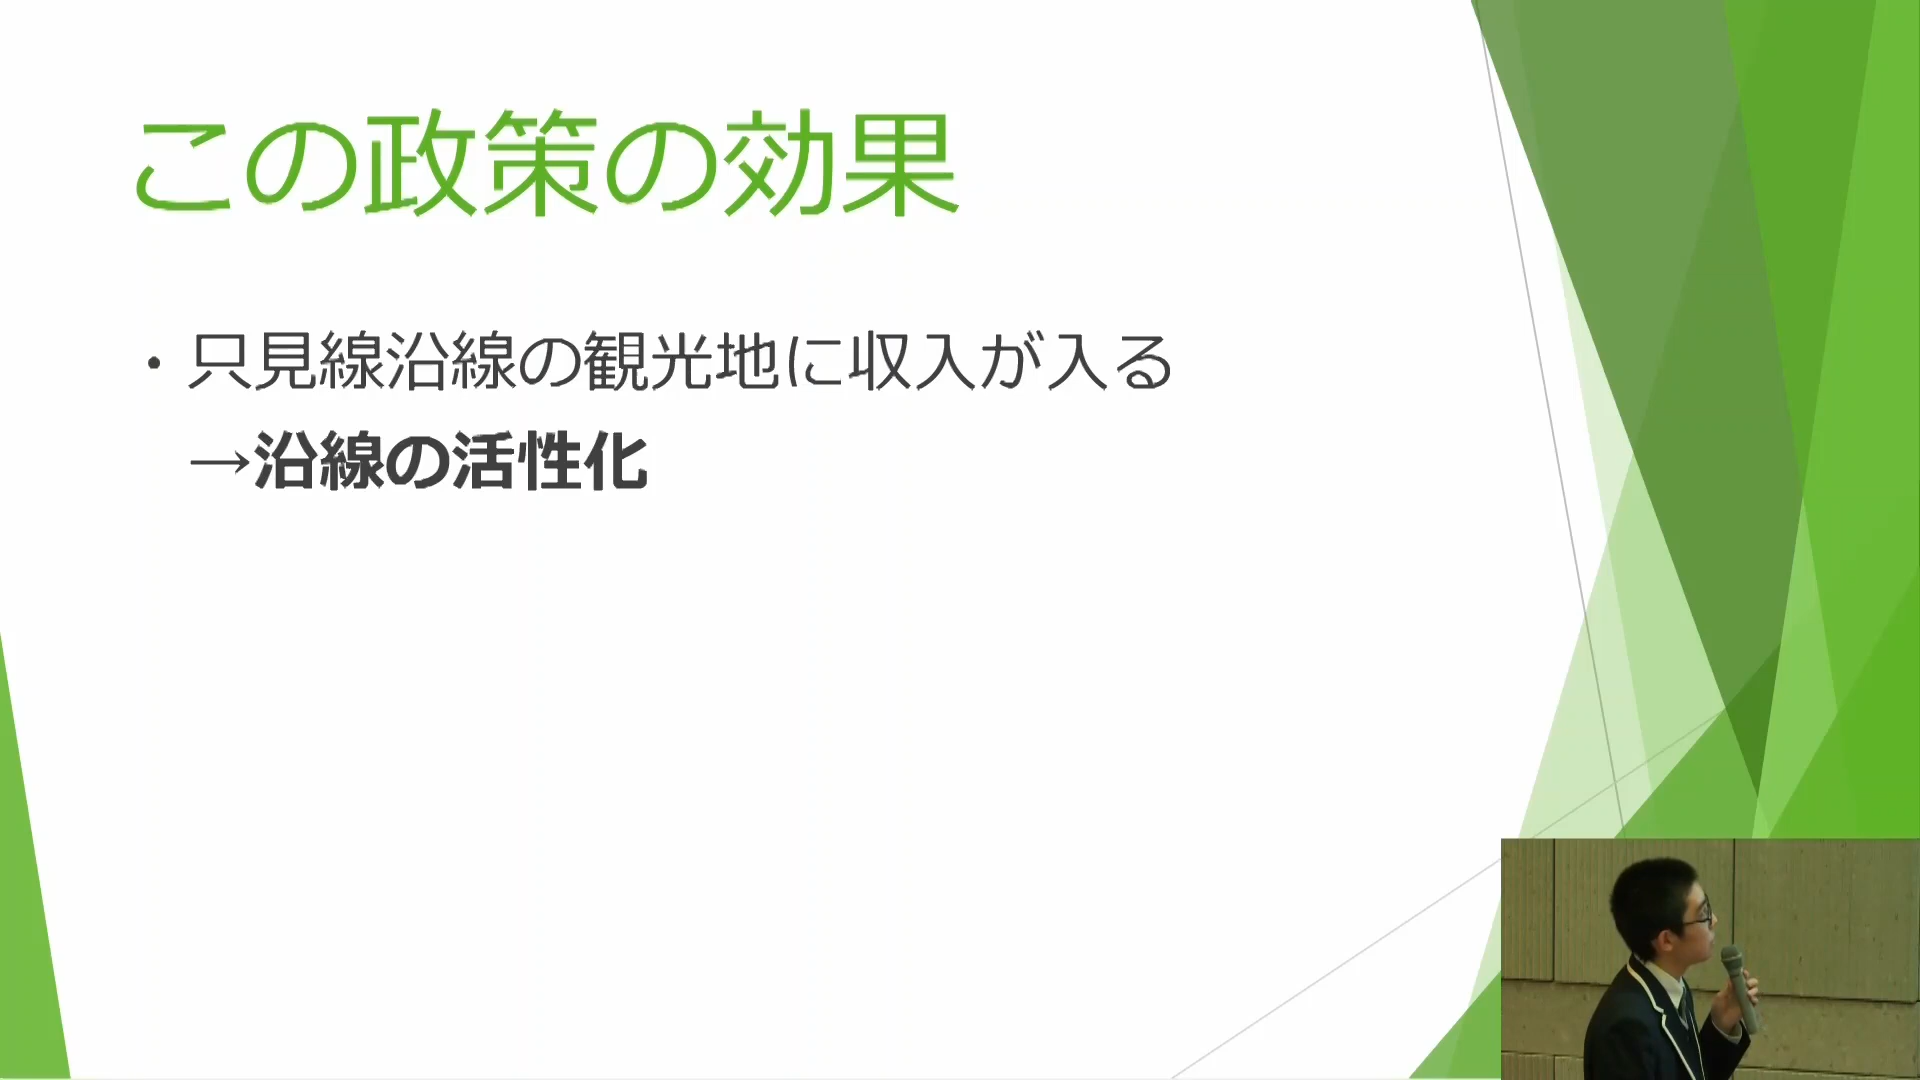 この政策の効果
・只見線沿線の観光地に収入が入る
→沿線の活性化